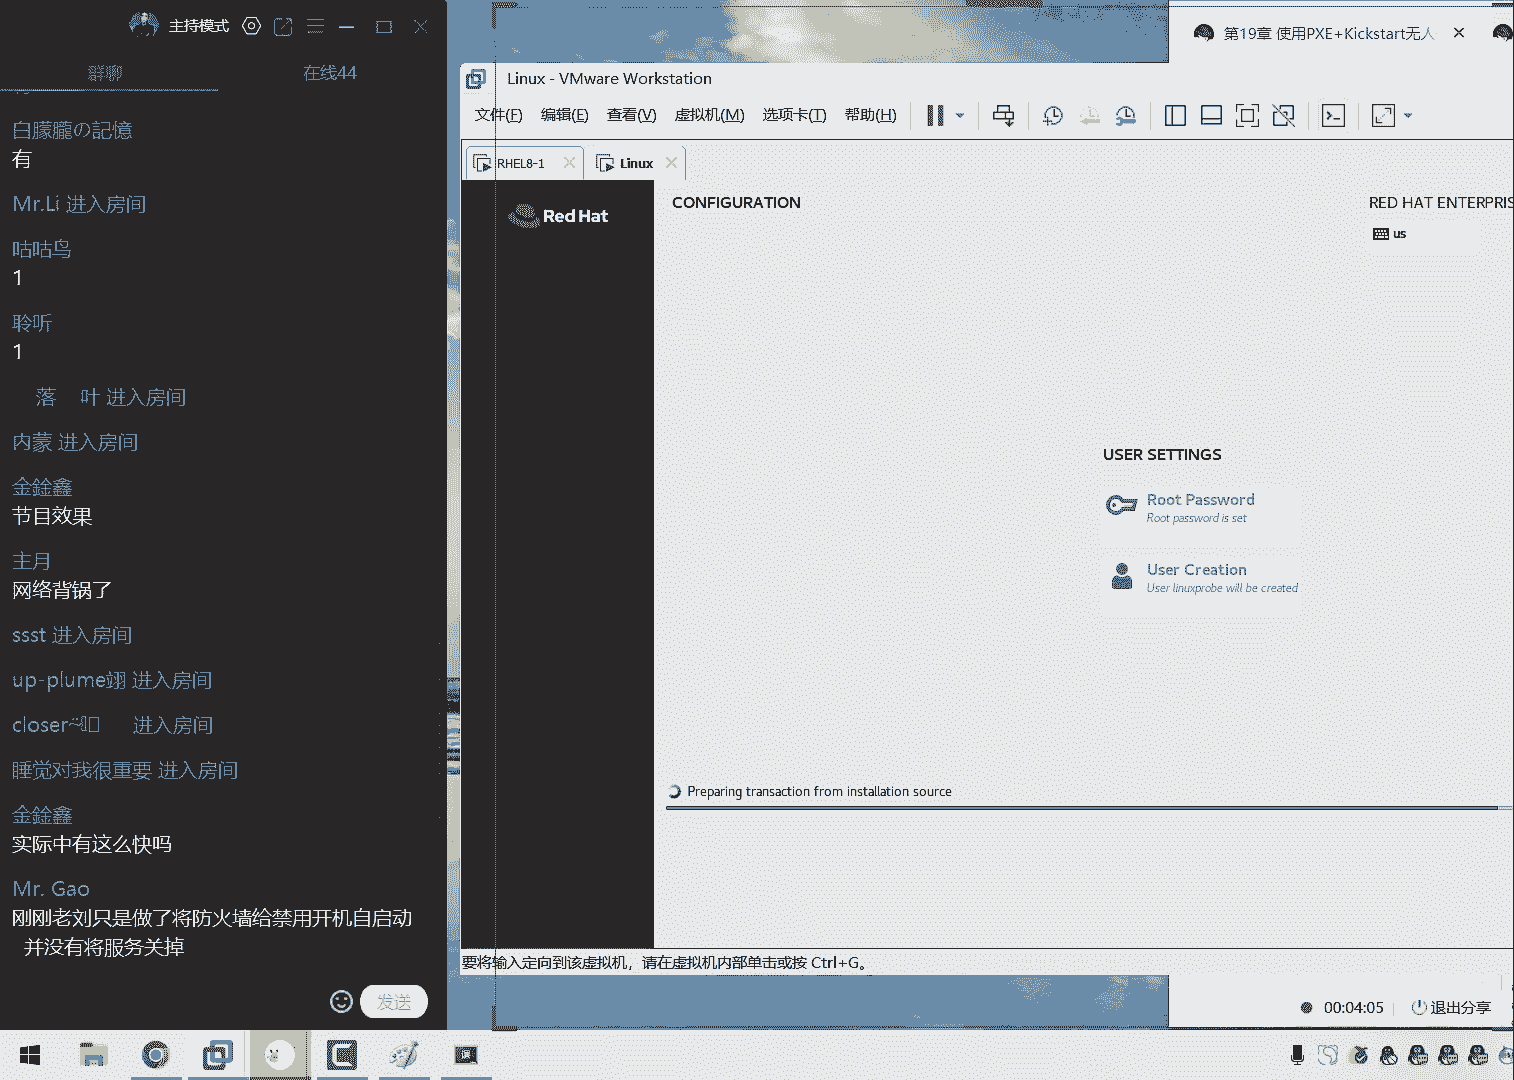 主持模式
群聊
在线44
白朦朧の記憶
有
Mr.Li 进入房间
咕咕鸟
1
聆听
1
落 叶 进入房间
内蒙 进入房间
金銓鑫
节目效果
主月
网络背锅了
ssst 进入房间
up-plume翊 进入房间
closer 进入房间
睡觉对我很重要 进入房间
金銓鑫
实际中有这么快吗
Mr. Gao
刚刚老刘只是做了将防火墙给禁用开机自启动
并没有将服务关掉
发送
第19章 使用PXE+Kickstart无人
Linux - VMware Workstation
文件(F) 编辑(E) 查看(V) 虚拟机(M) 选项卡(T) 帮助(H)
RHEL8-1
Linux
Red Hat
CONFIGURATION
RED HAT ENTERPRIS
us
USER SETTINGS
Root Password
Root password is set
User Creation
User linuxprobe will be created
Preparing transaction from installation source
要将输入定向到该虚拟机，请在虚拟机内部单击或按 Ctrl+G。
00:04:05
退出分享